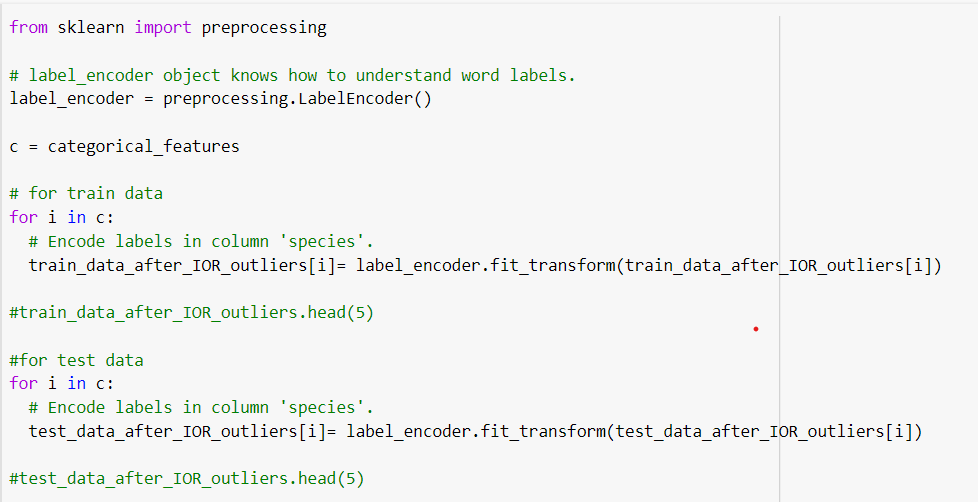 from sklearn import preprocessing
# label_encoder object knows how to understand word labels.
label_encoder = preprocessing.LabelEncoder()
c = categorical_features
# for train data
for i in c:
  # Encode labels in column 'species'.
  train_data_after_IOR_outliers[i]= label_encoder.fit_transform(train_data_after_IOR_outliers[i])
#train_data_after_IOR_outliers.head(5)
#for test data
for i in c:
  # Encode labels in column 'species'.
  test_data_after_IOR_outliers[i]= label_encoder.fit_transform(test_data_after_IOR_outliers[i])
#test_data_after_IOR_outliers.head(5)